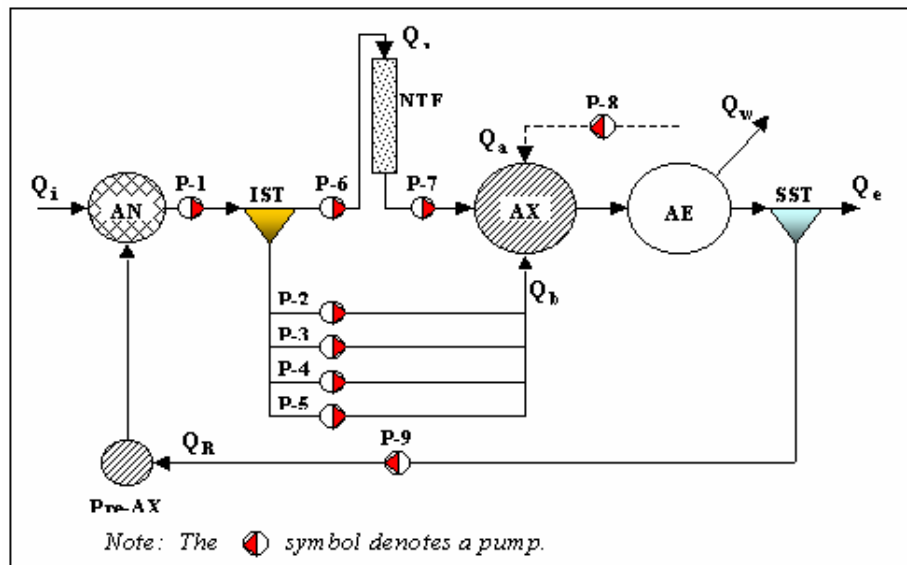 Qs
NTF
P-8
Qw
Qa
Qi
P-1
IST
P-6
P-7
SST
Qe
AN
AX
AE
P-2
Qb
P-3
P-4
P-5
QR
P-9
Pre-AX
Note: The symbol denotes a pump.